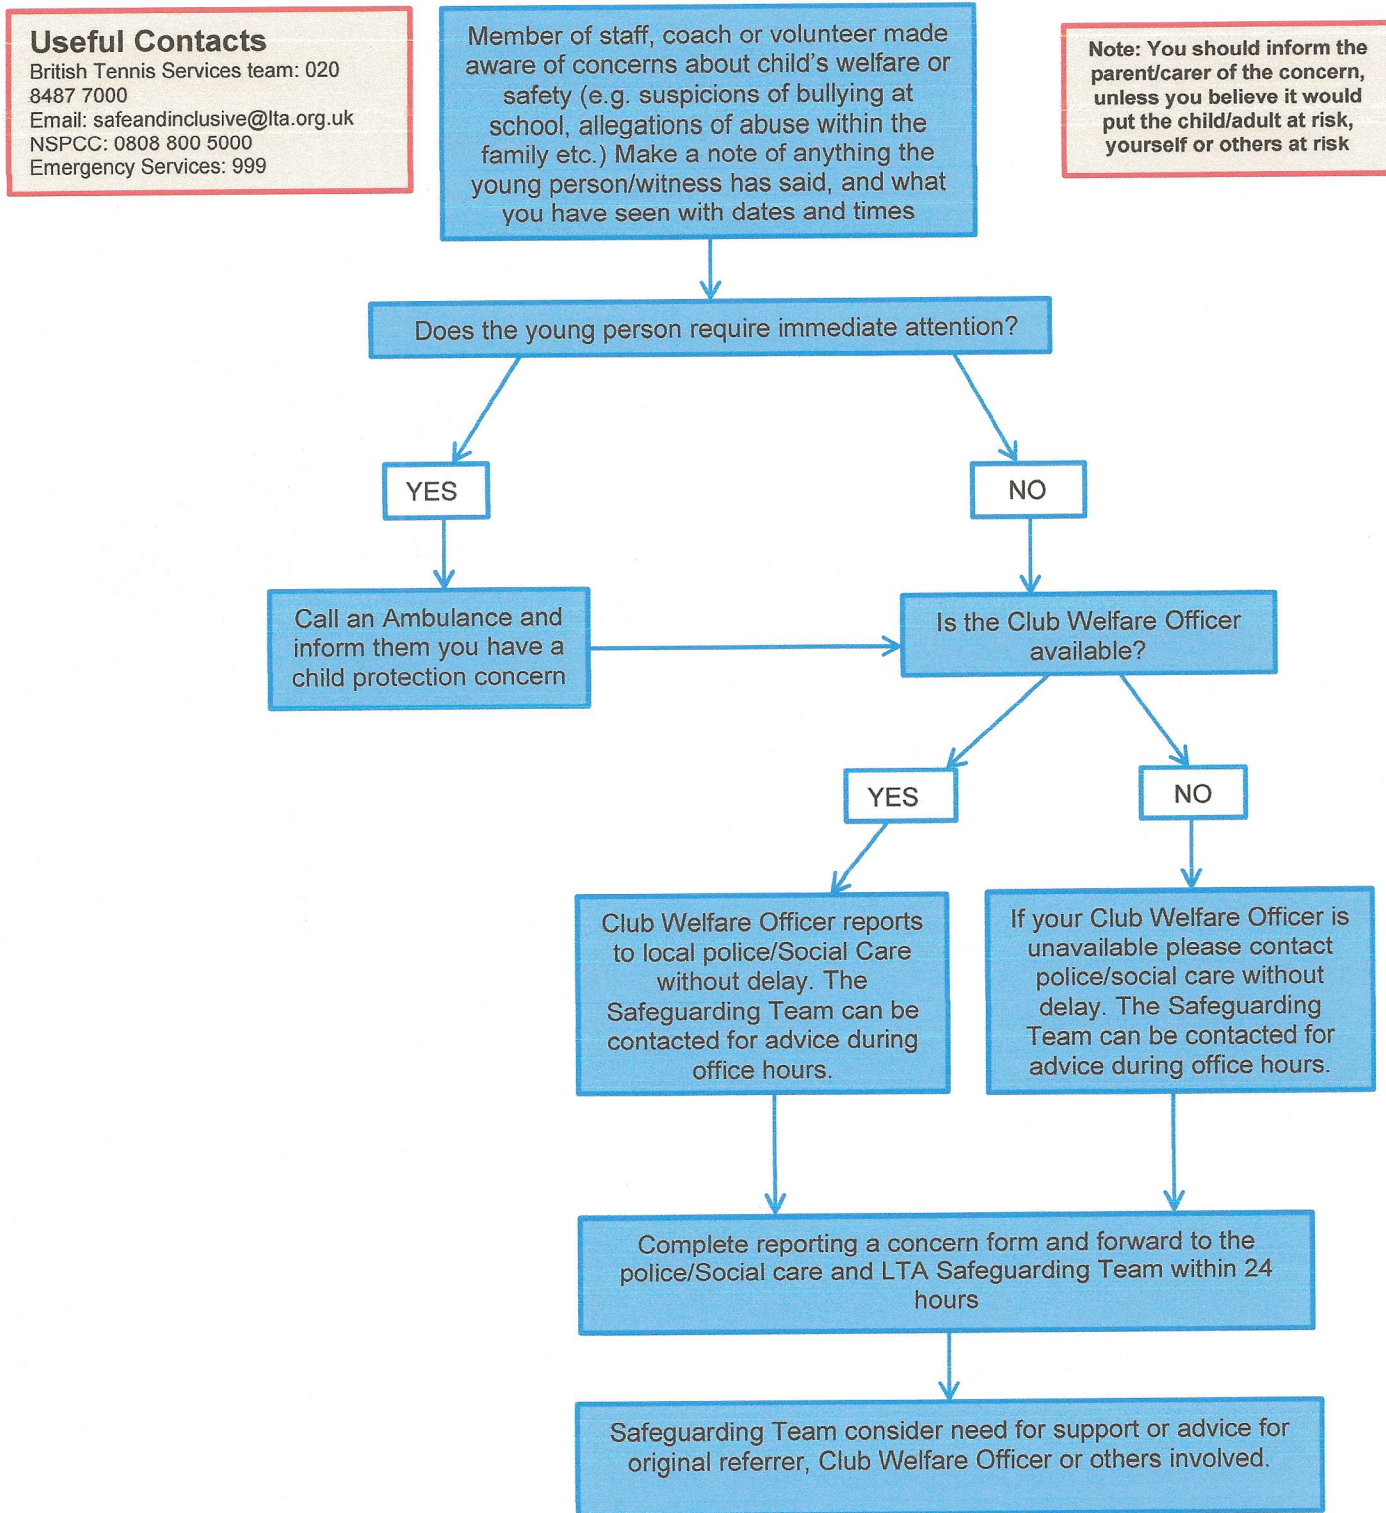 Useful Contacts
British Tennis Services team: 020
8487 7000
Email: safeandinclusive@lta.org.uk
NSPCC: 0808 800 5000
Emergency Services: 999
Member of staff, coach or volunteer made
aware of concerns about child's welfare or
safety (e.g. suspicions of bullying at
school, allegations of abuse within the
family etc.) Make a note of anything the
young person/witness has said, and what
you have seen with dates and times
Note: You should inform the
parent/carer of the concern,
unless you believe it would
put the child/adult at risk,
yourself or others at risk
Does the young person require immediate attention?
YES
NO
Call an Ambulance and
inform them you have a
child protection concern
Is the Club Welfare Officer
available?
YES
NO
Club Welfare Officer reports
to local police/Social Care
without delay. The
Safeguarding Team can be
contacted for advice during
office hours.
If your Club Welfare Officer is
unavailable please contact
police/social care without
delay. The Safeguarding
Team can be contacted for
advice during office hours.
Complete reporting a concern form and forward to the
police/Social care and LTA Safeguarding Team within 24
hours
Safeguarding Team consider need for support or advice for
original referrer, Club Welfare Officer or others involved.